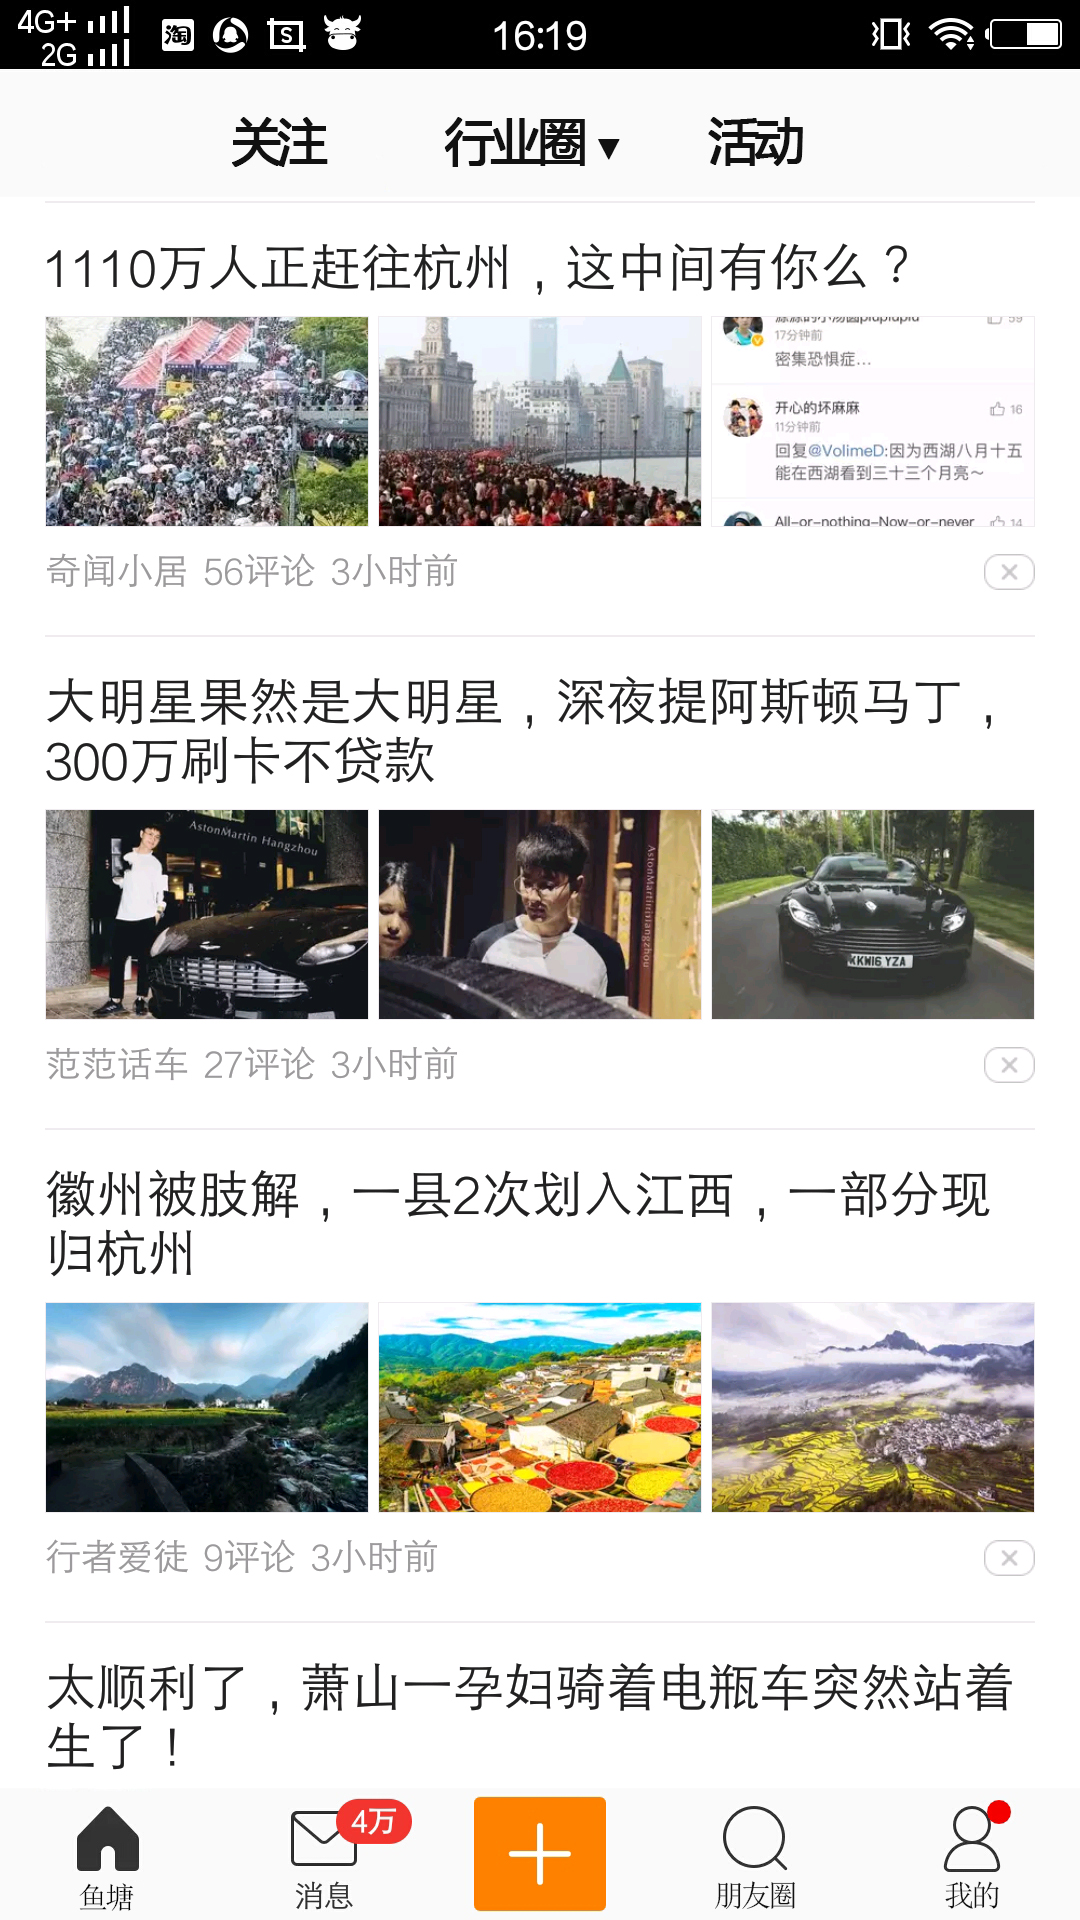 4G+
2G
淘
S
16:19
关注 行业圈▼ 活动
1110万人正赶往杭州，这中间有你么？
17分钟前
密集恐惧症...
开心的坏麻麻 16
11分钟前
回复@VolimeD:因为西湖八月十五
能在西湖看到三十三个月亮～
All-or-nothing-Now-or-never 14
奇闻小居 56评论 3小时前
大明星果然是大明星，深夜提阿斯顿马丁，
300万刷卡不贷款
AstonMartin Hangzhou
KW16 YZA
范范话车 27评论 3小时前
徽州被肢解，一县2次划入江西，一部分现
归杭州
行者爱徒 9评论 3小时前
太顺利了，萧山一孕妇骑着电瓶车突然站着
生了！
4万
鱼塘 消息 朋友圈 我的